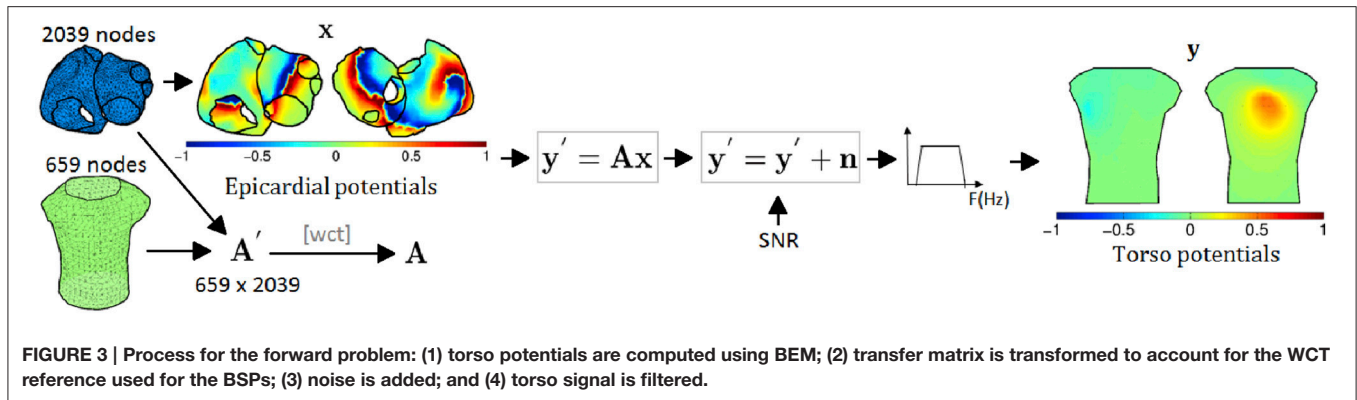 2039 nodes
x
−1 −0.5 0 0.5 1
Epicardial potentials
659 nodes
A′
[wct]
A
659 x 2039
y′ = Ax
y′ = y′ + n
SNR
F(Hz)
y
−1 −0.5 0 0.5 1
Torso potentials
FIGURE 3 | Process for the forward problem: (1) torso potentials are computed using BEM; (2) transfer matrix is transformed to account for the WCT
reference used for the BSPs; (3) noise is added; and (4) torso signal is filtered.